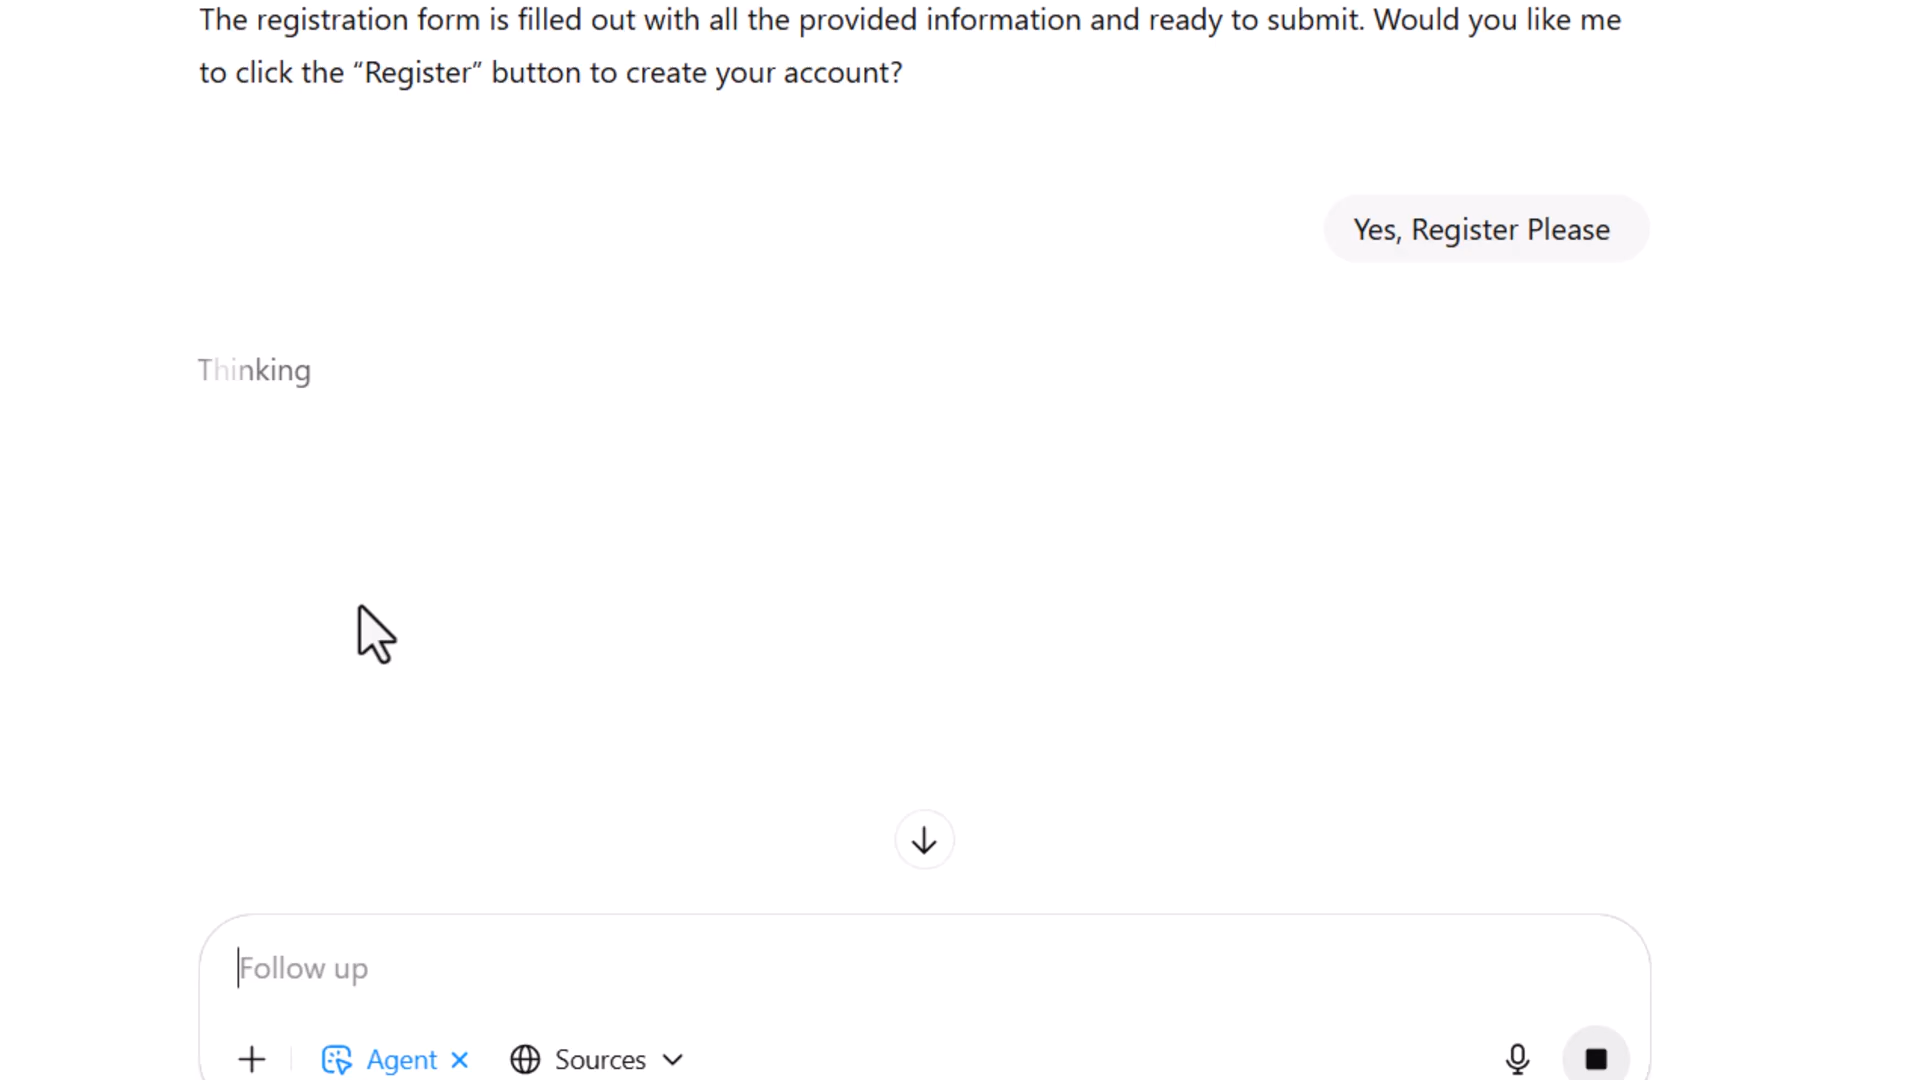 The registration form is filled out with all the provided information and ready to submit. Would you like me
to click the “Register” button to create your account?
Yes, Register Please
Thinking
Follow up
Agent
Sources